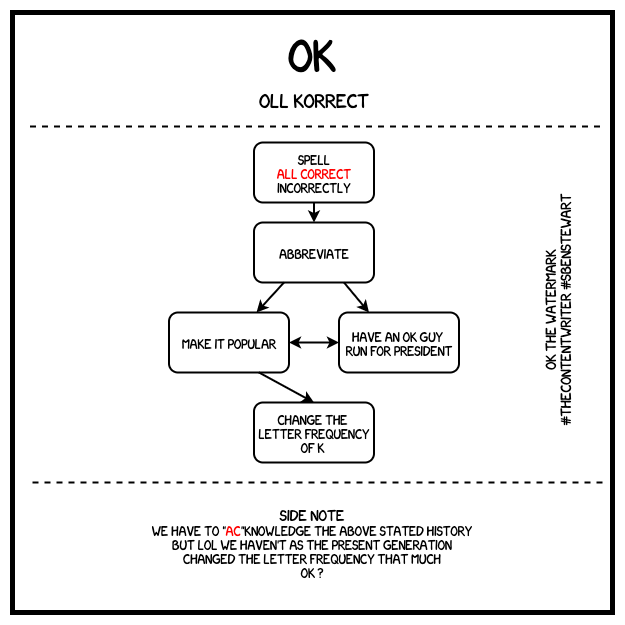 OK
OLL KORRECT
SPELL
ALL CORRECT
INCORRECTLY
ABBREVIATE
MAKE IT POPULAR
HAVE AN OK GUY
RUN FOR PRESIDENT
CHANGE THE
LETTER FREQUENCY
OF K
OK THE WATERMARK
#THECONTENTWRITER #SBENSTEWART
SIDE NOTE
WE HAVE TO "AC"KNOWLEDGE THE ABOVE STATED HISTORY
BUT LOL WE HAVEN'T AS THE PRESENT GENERATION
CHANGED THE LETTER FREQUENCY THAT MUCH
OK ?